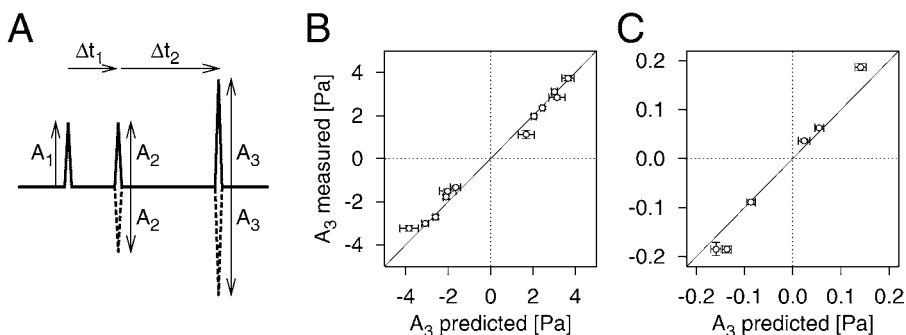 A
Δt1
Δt2
A1
A2
A3
A2
A3
B
A3 measured [Pa]
4
2
0
-2
-4
-4 -2 0 2 4
A3 predicted [Pa]
C
0.2
0.1
0.0
-0.1
-0.2
-0.2 -0.1 0.0 0.1 0.2
A3 predicted [Pa]